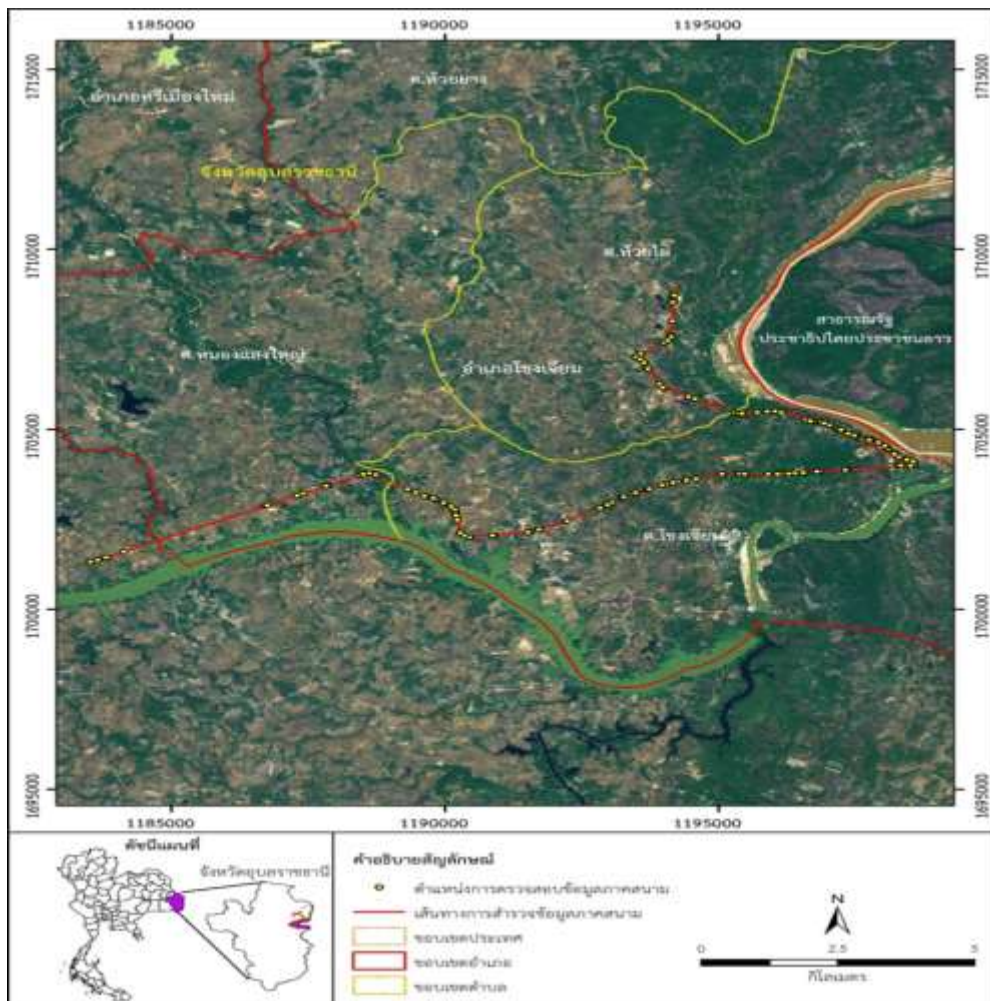 1185000 1190000 1195000
1715000 1715000
ต.ห้วยยาง
อำเภอศรีเมืองใหม่
จังหวัดอุบลราชธานี
1710000 1710000
ต.ห้วยไผ่
สาธารณรัฐ
ประชาธิปไตยประชาชนลาว
ต.หนองแสงใหญ่
อำเภอโขงเจียม
1705000 1705000
ต.โขงเจียม
1700000 1700000
1695000 1695000
1185000 1190000 1195000
ดัชนีแผนที่
จังหวัดอุบลราชธานี
คำอธิบายสัญลักษณ์
ตำแหน่งการตรวจสอบข้อมูลภาคสนาม
เส้นทางการสำรวจข้อมูลภาคสนาม
ขอบเขตประเทศ
ขอบเขตอำเภอ
ขอบเขตตำบล
N
0 2.5 5
กิโลเมตร